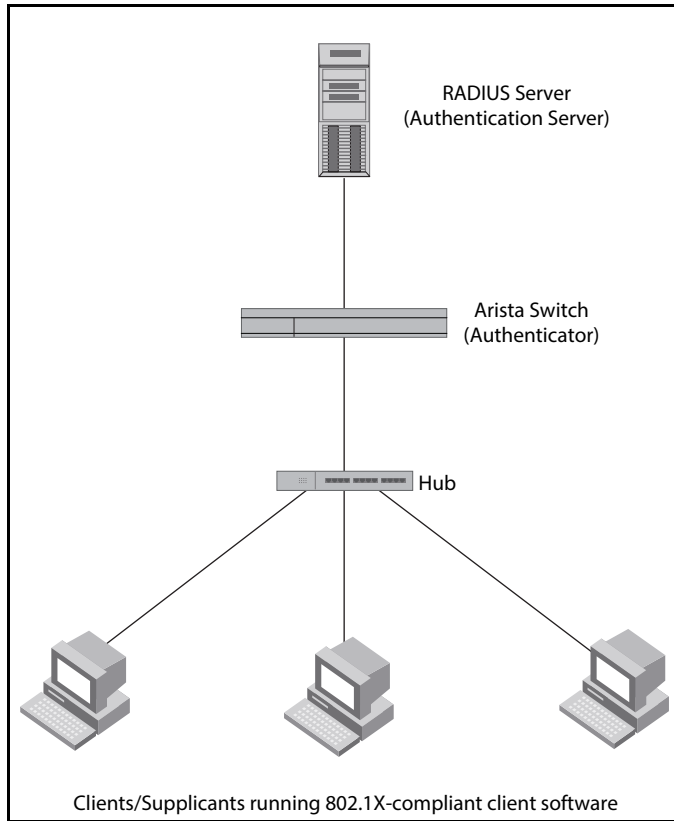 RADIUS Server
(Authentication Server)
Arista Switch
(Authenticator)
Hub
Clients/Supplicants running 802.1X-compliant client software